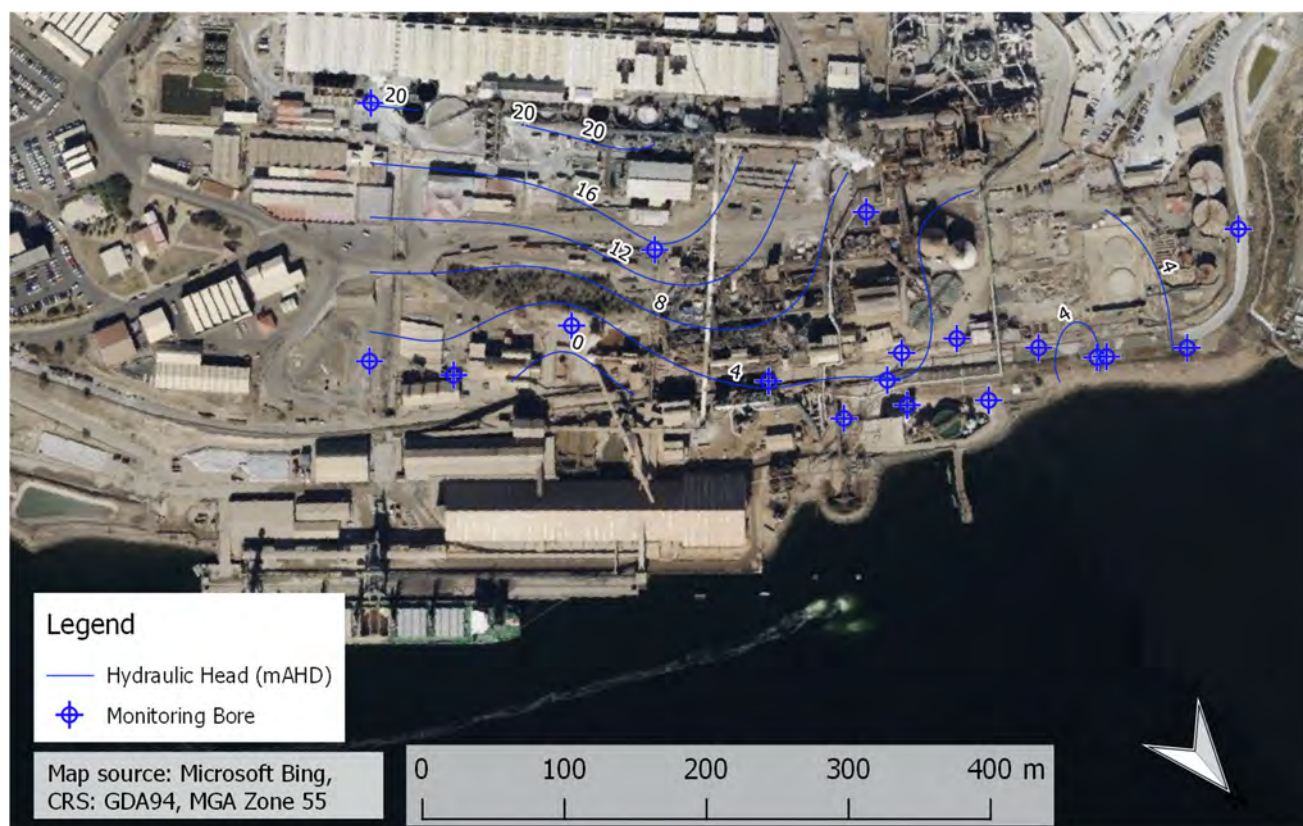 20
20
20
16
12
8
4
0
4
4
Legend
Hydraulic Head (mAHD)
Monitoring Bore
Map source: Microsoft Bing,
CRS: GDA94, MGA Zone 55
0 100 200 300 400 m